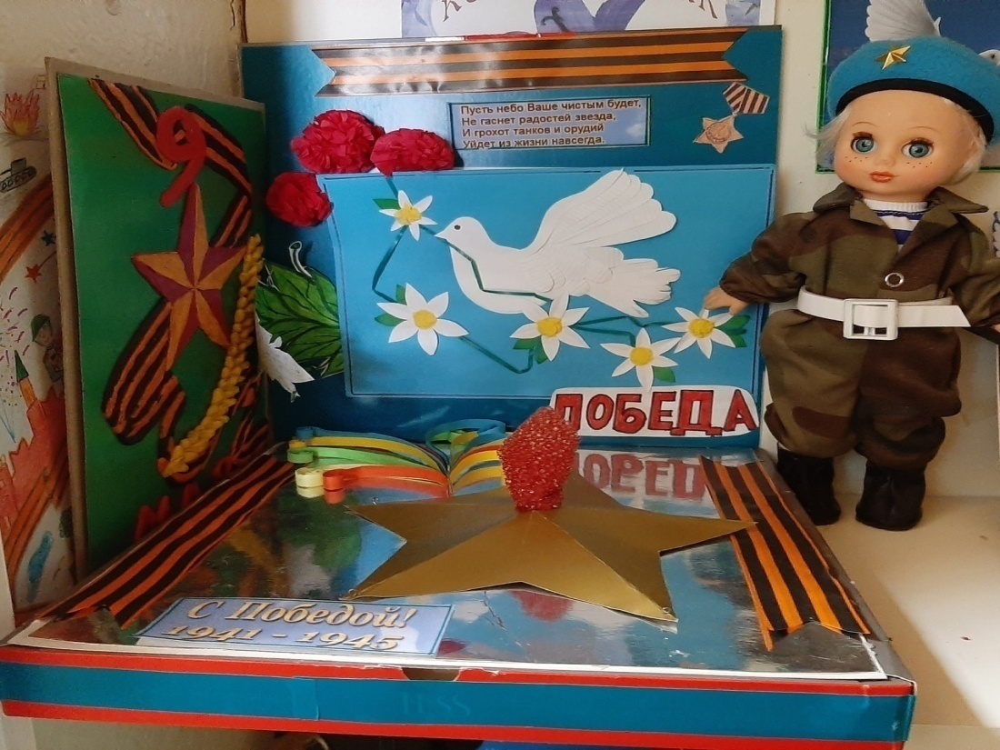 Пусть небо Ваше чистым будет,
Не гаснет радостей звезда,
И грохот танков и орудий
Уйдет из жизни навсегда.
9
ПОБЕДА
С Победой!
1941 - 1945